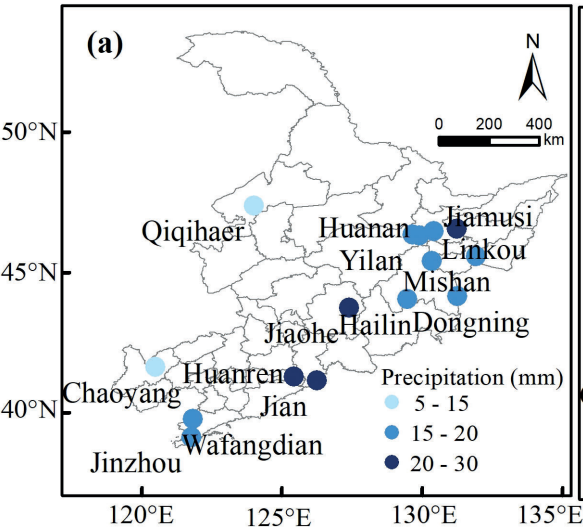 (a)
N
0 200 400
km
50°N
45°N
40°N
Qiqihaer
Huanan
Jiamusi
Yilan
Linkou
Mishan
Jiaohe
Hailin
Dongning
Chaoyang
Huanren
Jian
Wafangdian
Jinzhou
Precipitation (mm)
5 - 15
15 - 20
20 - 30
120°E 125°E 130°E 135°E